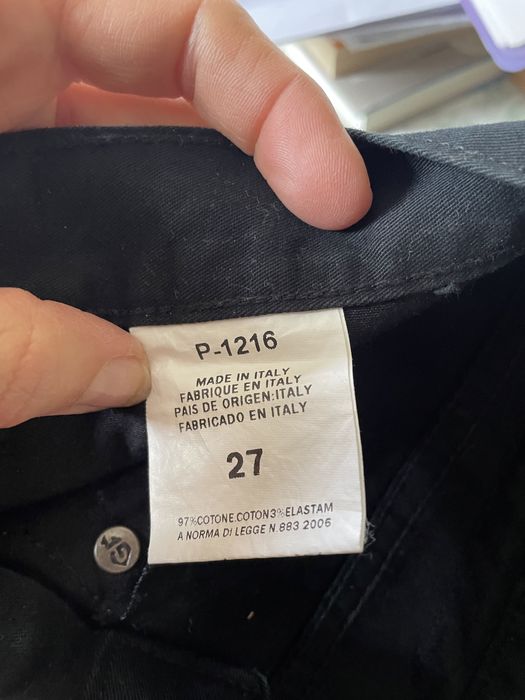 P-1216
MADE IN ITALY
FABRIQUE EN ITALY
PAIS DE ORIGEN:ITALY
FABRICADO EN ITALY
27
97%COTONE.COTON3%ELASTAM
A NORMA DI LEGGE N.883 2006